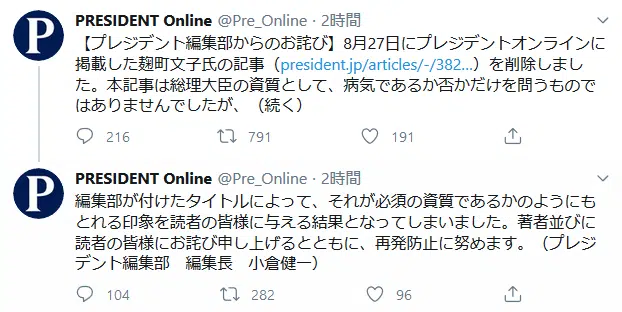 PRESIDENT Online @Pre_Online · 2時間
【プレジデント編集部からのお詫び】8月27日にプレジデントオンラインに
掲載した麹町文子氏の記事（president.jp/articles/-/382...）を削除しまし
た。本記事は総理大臣の資質として、病気であるか否かだけを問うもので
はありませんでしたが、（続く）
216 791 191
PRESIDENT Online @Pre_Online · 2時間
編集部が付けたタイトルによって、それが必須の資質であるかのようにも
とれる印象を読者の皆様に与える結果となってしまいました。著者並びに
読者の皆様にお詫び申し上げるとともに、再発防止に努めます。（プレジ
デント編集部　編集長　小倉健一）
104 282 96